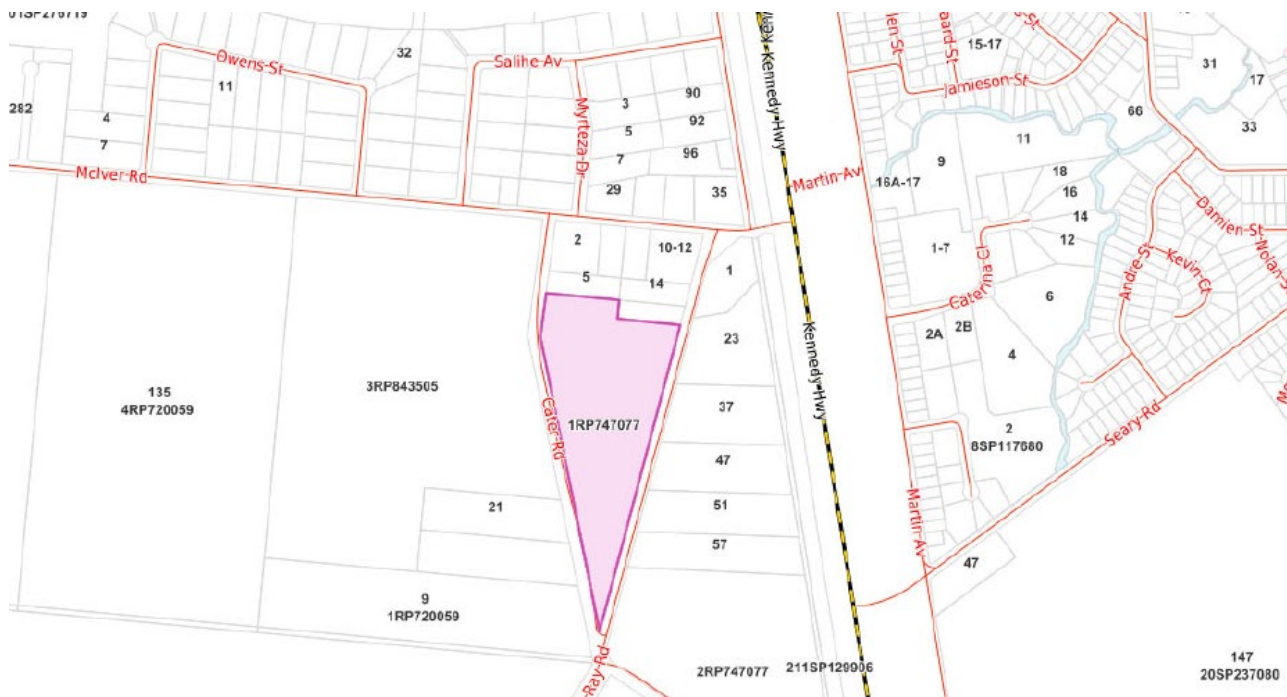 Owens St
32
Salihe Av
11
282
4
7
McIver Rd
Myrteza Dr
3
5
7
29
90
92
96
35
Kennedy Hwy
Martin Av
15-17
Jamieson St
31
17
66
33
11
9
16A-17
18
16
14
12
1-7
Damien St
Andre St
Kevin Ct
6
2A
2B
4
2
8SP117680
Seary Rd
2
10-12
5
14
1
23
37
47
51
57
Kennedy Hwy
135
4RP720059
3RP843505
Cater Rd
1RP747077
21
9
1RP720059
Ray Rd
2RP747077
211SP129906
Martin Av
47
147
20SP237080